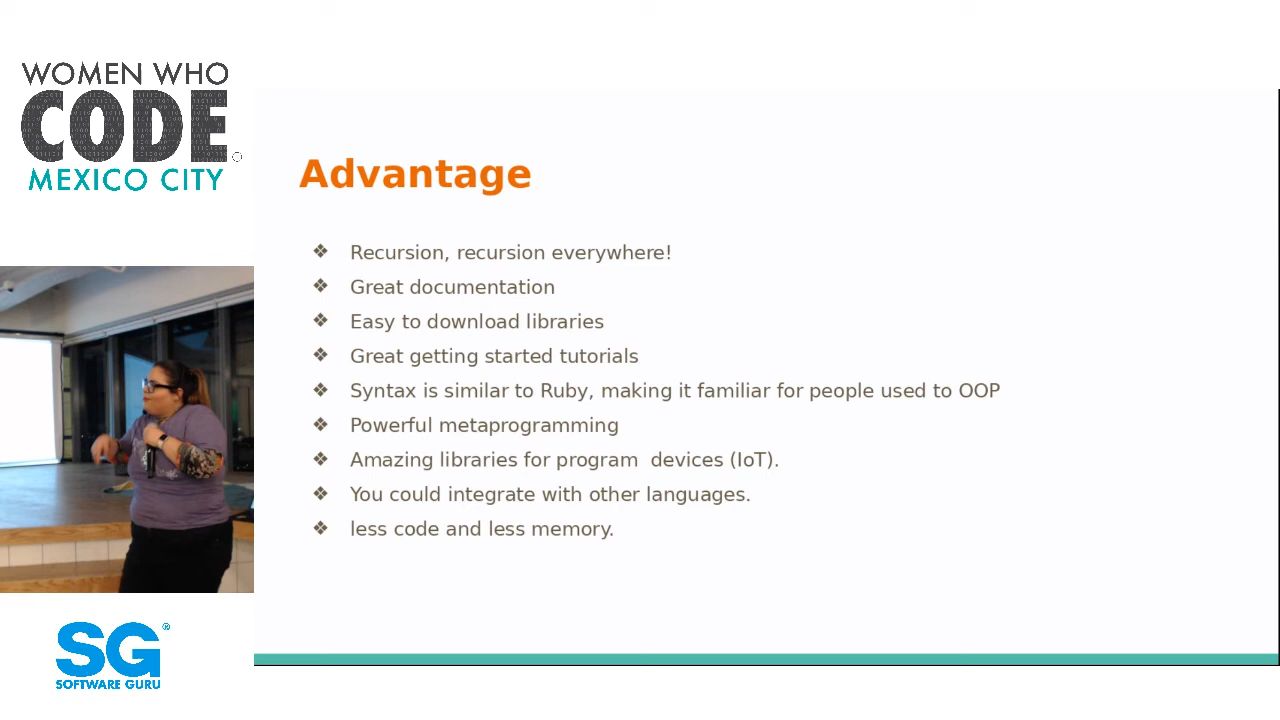 WOMEN WHO
CODE
MEXICO CITY
Advantage
❖ Recursion, recursion everywhere!
❖ Great documentation
❖ Easy to download libraries
❖ Great getting started tutorials
❖ Syntax is similar to Ruby, making it familiar for people used to OOP
❖ Powerful metaprogramming
❖ Amazing libraries for program  devices (IoT).
❖ You could integrate with other languages.
❖ less code and less memory.
SG®
SOFTWARE GURU